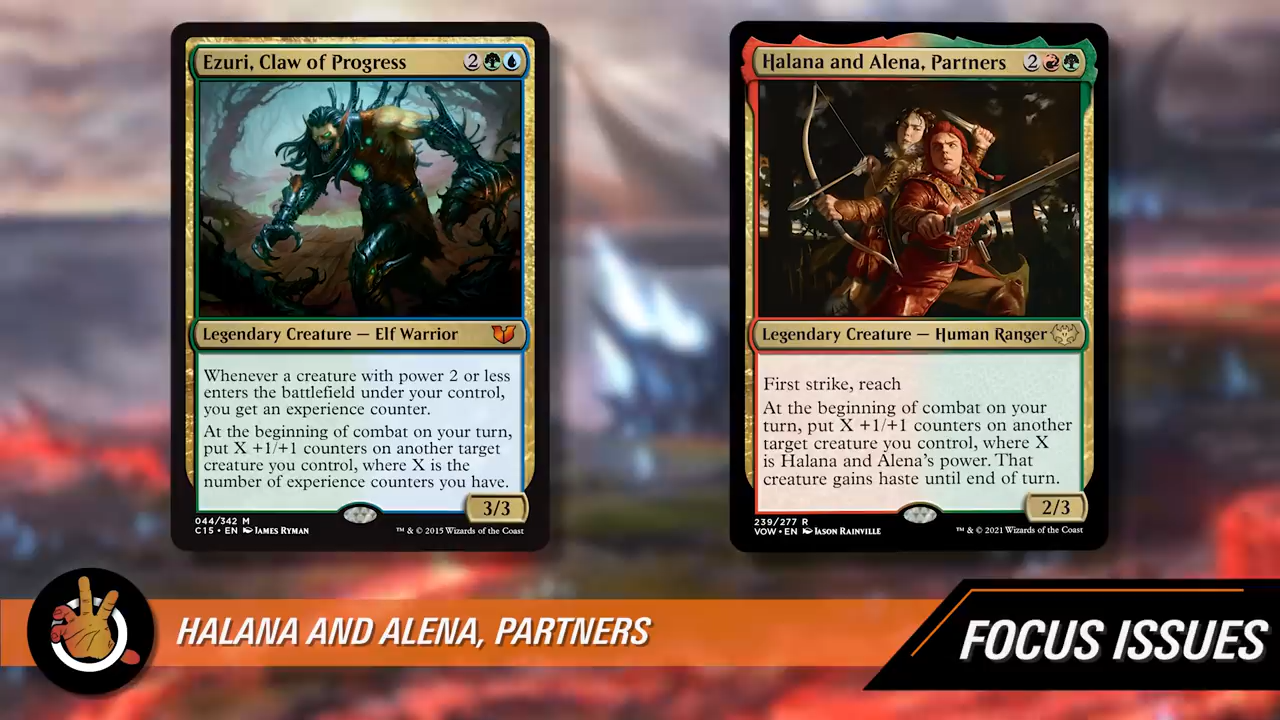 Ezuri, Claw of Progress
2
Legendary Creature — Elf Warrior
Whenever a creature with power 2 or less
enters the battlefield under your control,
you get an experience counter.
At the beginning of combat on your turn,
put X +1/+1 counters on another target
creature you control, where X is the
number of experience counters you have.
3/3
044/342 M
C15 • EN James Ryman
™ & © 2015 Wizards of the Coast
Halana and Alena, Partners
2
Legendary Creature — Human Ranger
First strike, reach
At the beginning of combat on your
turn, put X +1/+1 counters on another
target creature you control, where X
is Halana and Alena's power. That
creature gains haste until end of turn.
2/3
239/277 R
VOW • EN Jason Rainville
™ & © 2021 Wizards of the Coast
HALANA AND ALENA, PARTNERS
FOCUS ISSUES